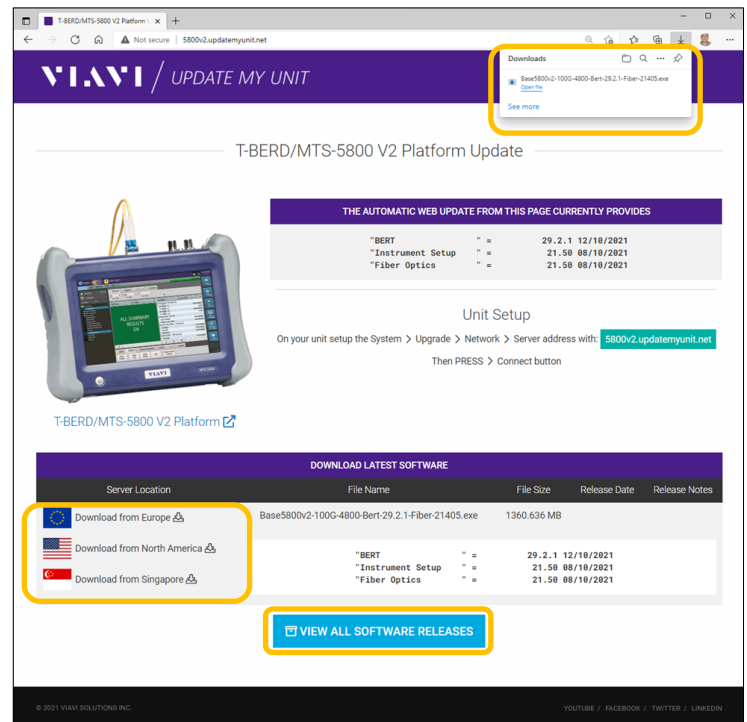 T-BERD/MTS-5800 V2 Platform U
Not secure | 5800v2.updatemyunit.net
Downloads
Base5800v2-100G-4800-Bert-29.2.1-Fiber-21405.exe
Open file
See more
VIAVI / UPDATE MY UNIT
T-BERD/MTS-5800 V2 Platform Update
THE AUTOMATIC WEB UPDATE FROM THIS PAGE CURRENTLY PROVIDES
"BERT " = 29.2.1 12/10/2021
"Instrument Setup " = 21.50 08/10/2021
"Fiber Optics " = 21.50 08/10/2021
ALL SUMMARY
RESULTS
OK
VIAVI
Unit Setup
On your unit setup the System > Upgrade > Network > Server address with: 5800v2.updatemyunit.net
Then PRESS > Connect button
T-BERD/MTS-5800 V2 Platform
DOWNLOAD LATEST SOFTWARE
Server Location File Name File Size Release Date Release Notes
Download from Europe Base5800v2-100G-4800-Bert-29.2.1-Fiber-21405.exe 1360.636 MB
Download from North America
Download from Singapore
"BERT " = 29.2.1 12/10/2021
"Instrument Setup " = 21.50 08/10/2021
"Fiber Optics " = 21.50 08/10/2021
VIEW ALL SOFTWARE RELEASES
© 2021 VIAVI SOLUTIONS INC. YOUTUBE / FACEBOOK / TWITTER / LINKEDIN